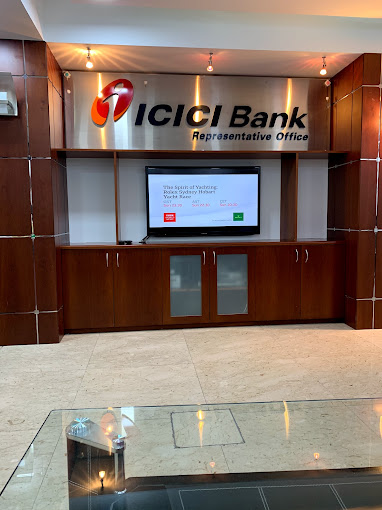 ICICI Bank
Representative Office
The Spirit of Yachting
Rolex Sydney Hobart
Yacht Race